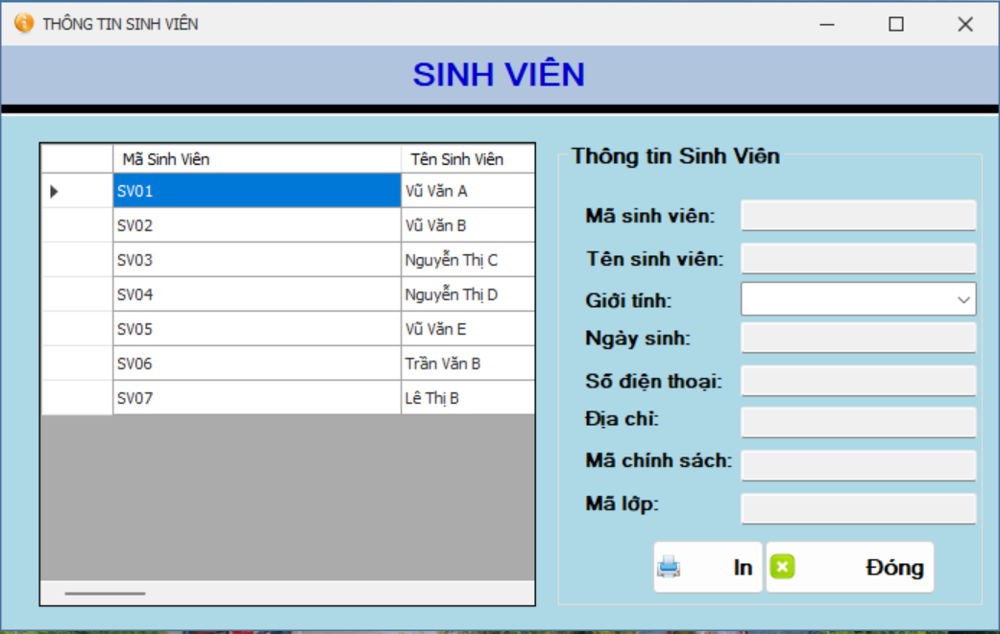 THÔNG TIN SINH VIÊN
SINH VIÊN
Mã Sinh Viên Tên Sinh Viên
SV01 Vũ Văn A
SV02 Vũ Văn B
SV03 Nguyễn Thị C
SV04 Nguyễn Thị D
SV05 Vũ Văn E
SV06 Trần Văn B
SV07 Lê Thị B
Thông tin Sinh Viên
Mã sinh viên:
Tên sinh viên:
Giới tính:
Ngày sinh:
Số điện thoại:
Địa chỉ:
Mã chính sách:
Mã lớp:
In Đóng